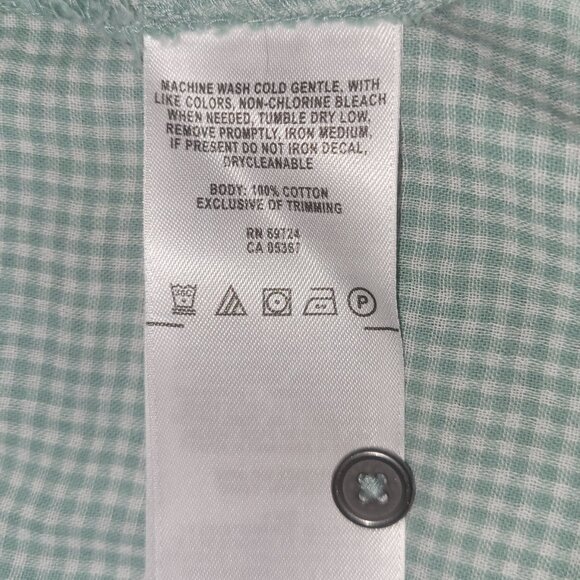 MACHINE WASH COLD GENTLE, WITH
LIKE COLORS, NON-CHLORINE BLEACH
WHEN NEEDED, TUMBLE DRY LOW.
REMOVE PROMPTLY, IRON MEDIUM,
IF PRESENT DO NOT IRON DECAL,
DRYCLEANABLE
BODY: 100% COTTON
EXCLUSIVE OF TRIMMING
RN 69724
CA 05367
P